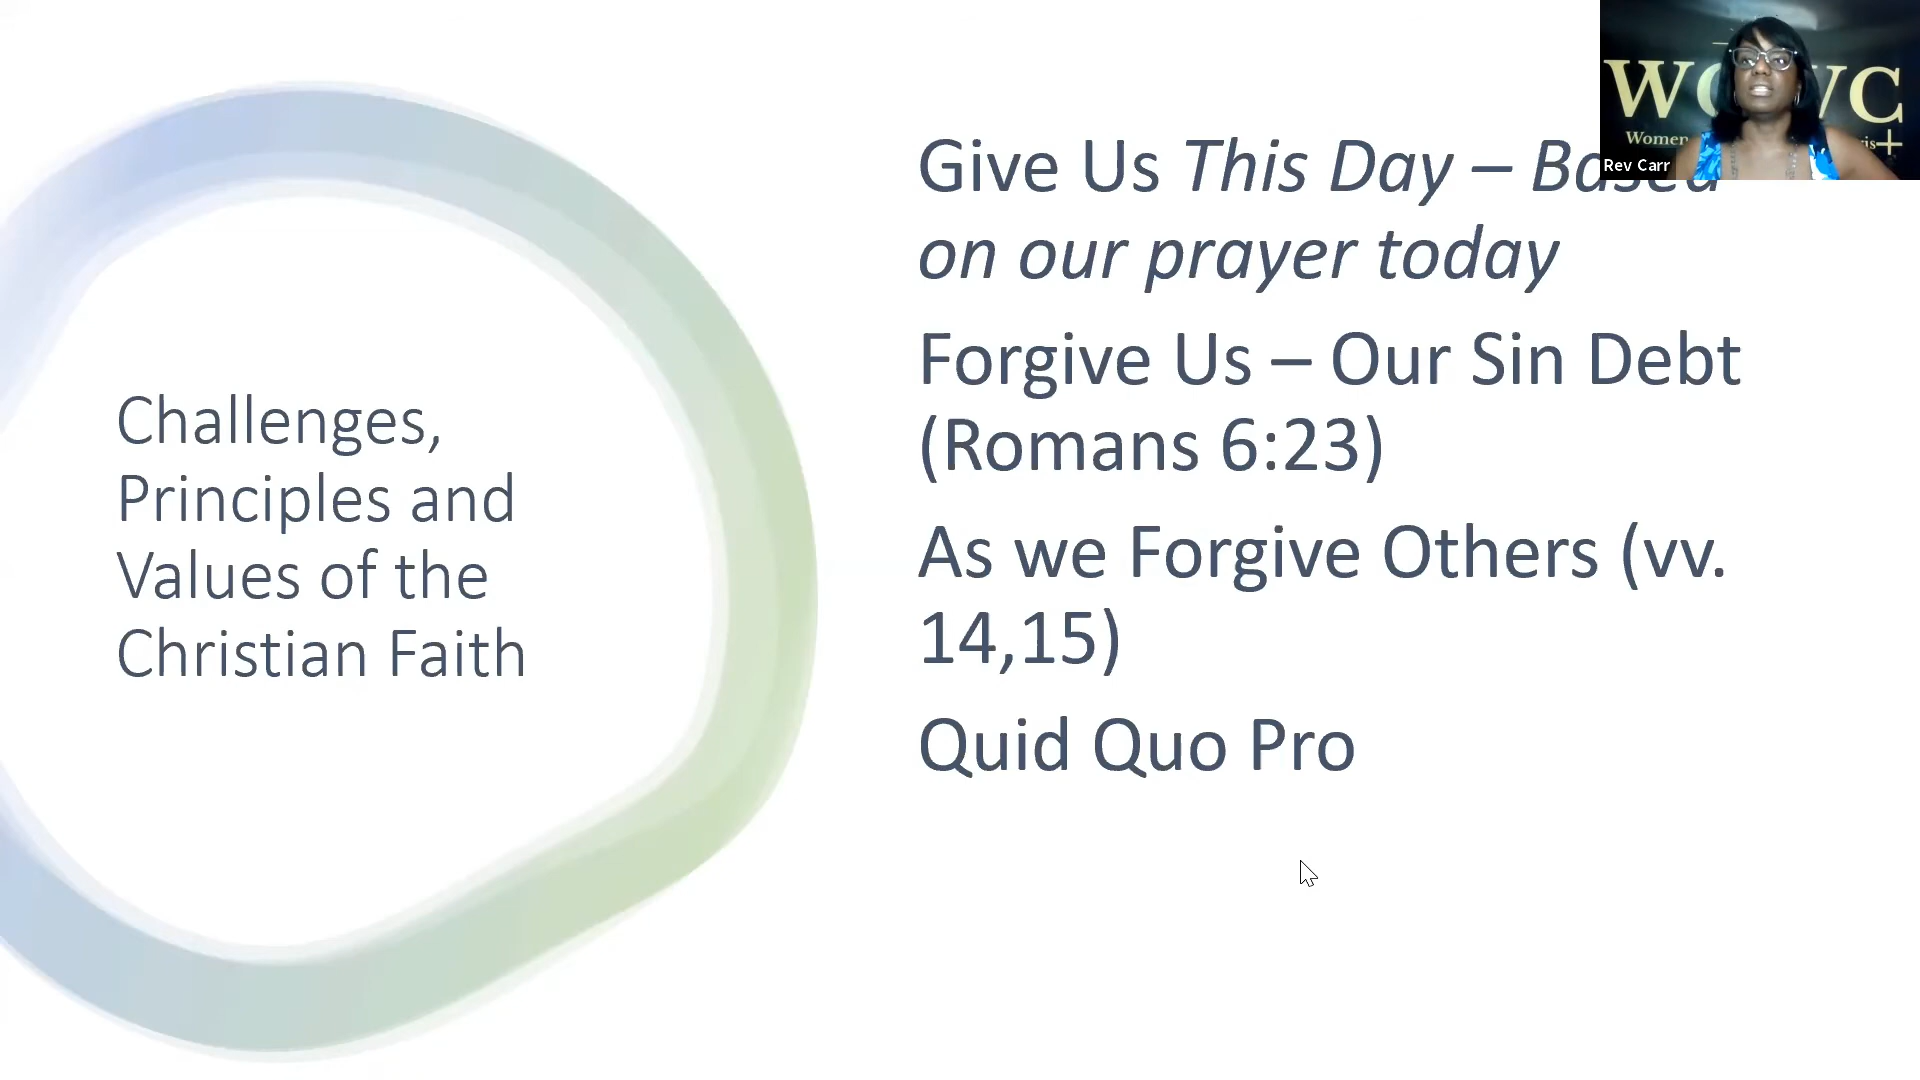 Challenges,
Principles and
Values of the
Christian Faith
Give Us This Day – Based
on our prayer today
Forgive Us – Our Sin Debt
(Romans 6:23)
As we Forgive Others (vv.
14,15)
Quid Quo Pro
Women
Rev Carr